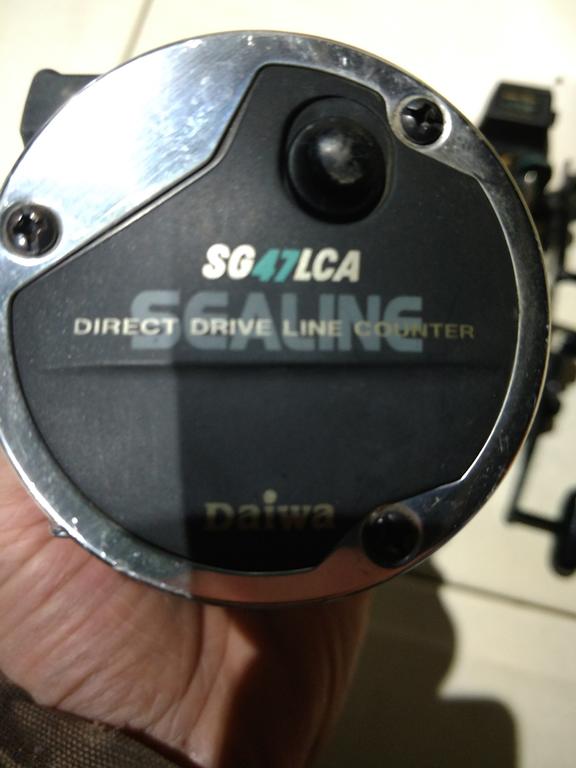 SG47LCA
SEALINE
DIRECT DRIVE LINE COUNTER
Daiwa